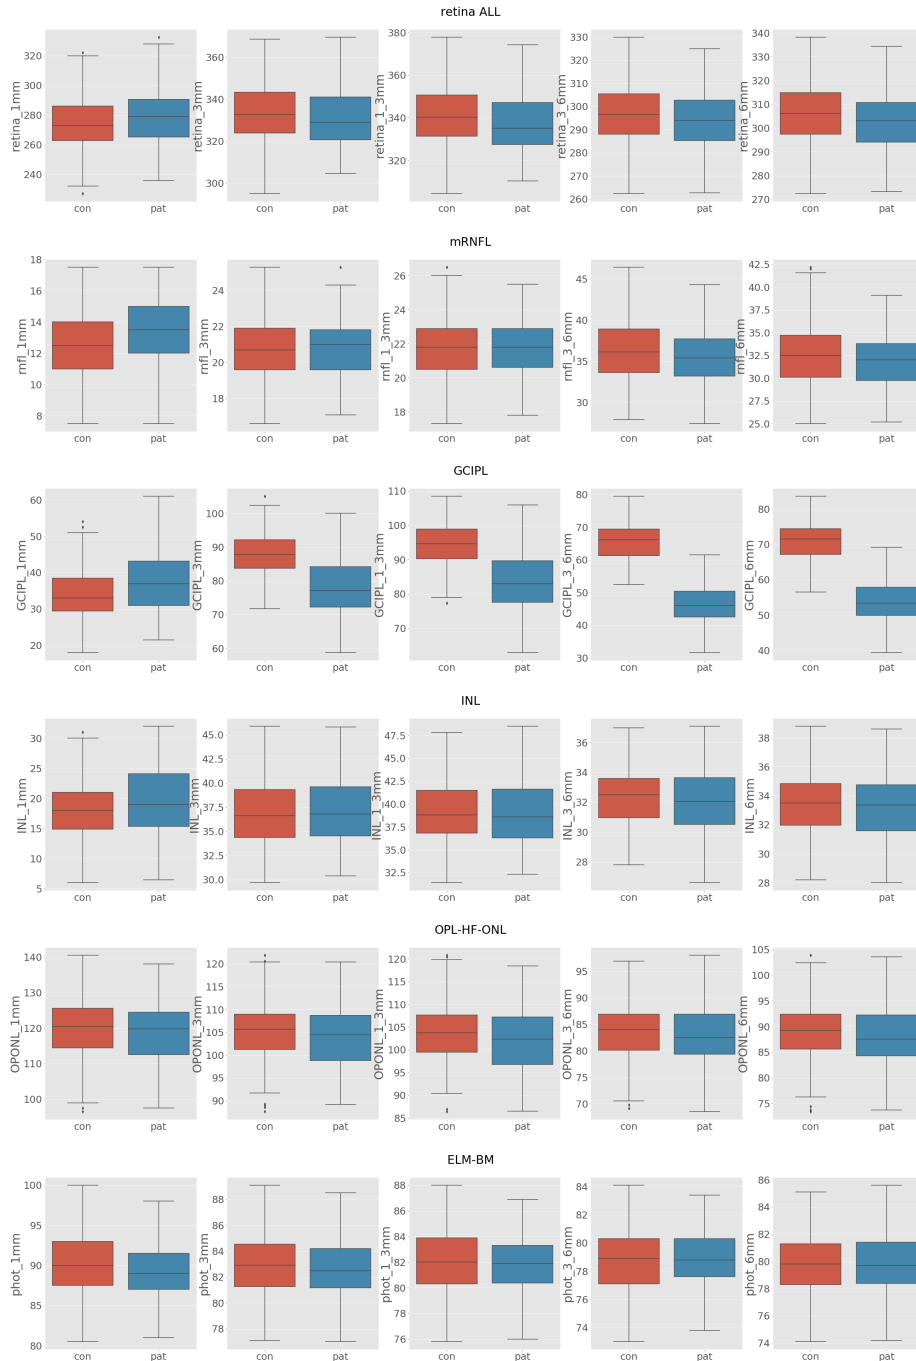 retina ALL
retina_1mm
320
300
280
260
240
con
pat
retina_3mm
360
340
320
300
con
pat
retina_1_3mm
380
360
340
320
con
pat
retina_3_6mm
330
320
310
300
290
280
270
260
con
pat
retina_6mm
340
330
320
310
300
290
280
270
con
pat
mRNFL
rnfl_1mm
18
16
14
12
10
8
con
pat
rnfl_3mm
24
22
20
18
con
pat
rnfl_1_3mm
26
24
22
20
18
con
pat
rnfl_3_6mm
45
40
35
30
con
pat
rnfl_6mm
42.5
40.0
37.5
35.0
32.5
30.0
27.5
25.0
con
pat
GCIPL
GCIPL_1mm
60
50
40
30
20
con
pat
GCIPL_3mm
100
90
80
70
60
con
pat
GCIPL_1_3mm
110
100
90
80
70
con
pat
GCIPL_3_6mm
80
70
60
50
40
30
con
pat
GCIPL_6mm
80
70
60
50
40
con
pat
INL
INL_1mm
30
25
20
15
10
5
con
pat
INL_3mm
45.0
42.5
40.0
37.5
35.0
32.5
30.0
con
pat
INL_1_3mm
47.5
45.0
42.5
40.0
37.5
35.0
32.5
con
pat
INL_3_6mm
36
34
32
30
28
con
pat
INL_6mm
38
36
34
32
30
28
con
pat
OPL-HF-ONL
OPONL_1mm
140
130
120
110
100
con
pat
OPONL_3mm
120
115
110
105
100
95
90
con
pat
OPONL_1_3mm
120
115
110
105
100
95
90
85
con
pat
OPONL_3_6mm
95
90
85
80
75
70
con
pat
OPONL_6mm
105
100
95
90
85
80
75
con
pat
ELM-BM
phot_1mm
100
95
90
85
80
con
pat
phot_3mm
88
86
84
82
80
78
con
pat
phot_1_3mm
88
86
84
82
80
78
76
con
pat
phot_3_6mm
84
82
80
78
76
74
con
pat
phot_6mm
86
84
82
80
78
76
74
con
pat